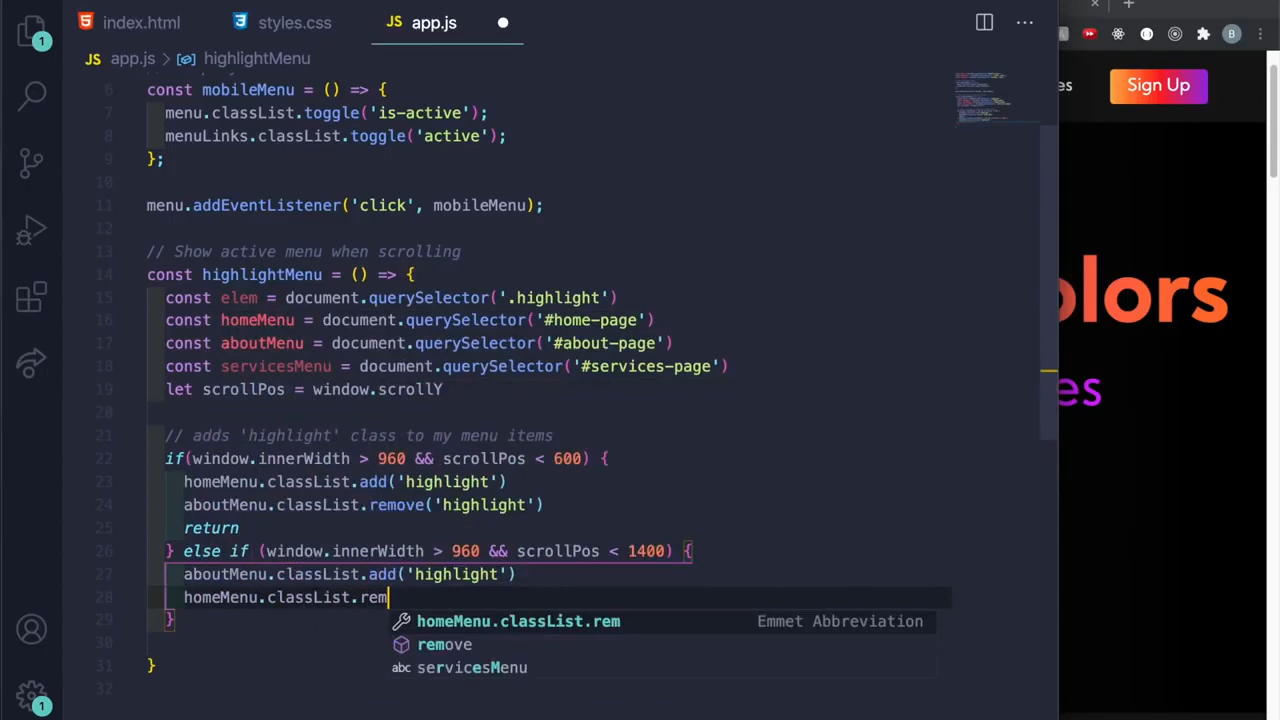 index.html
styles.css
JS app.js
JS app.js > highlightMenu
6 const mobileMenu = () => {
7 menu.classList.toggle('is-active');
8 menuLinks.classList.toggle('active');
9 };
10
11 menu.addEventListener('click', mobileMenu);
12
13 // Show active menu when scrolling
14 const highlightMenu = () => {
15 const elem = document.querySelector('.highlight')
16 const homeMenu = document.querySelector('#home-page')
17 const aboutMenu = document.querySelector('#about-page')
18 const servicesMenu = document.querySelector('#services-page')
19 let scrollPos = window.scrollY
20
21 // adds 'highlight' class to my menu items
22 if(window.innerWidth > 960 && scrollPos < 600) {
23 homeMenu.classList.add('highlight')
24 aboutMenu.classList.remove('highlight')
25 return
26 } else if (window.innerWidth > 960 && scrollPos < 1400) {
27 aboutMenu.classList.add('highlight')
28 homeMenu.classList.rem
29 }
30
31 }
32
homeMenu.classList.rem Emmet Abbreviation
remove
abc servicesMenu
1
1
B
es
Sign Up
olors
es